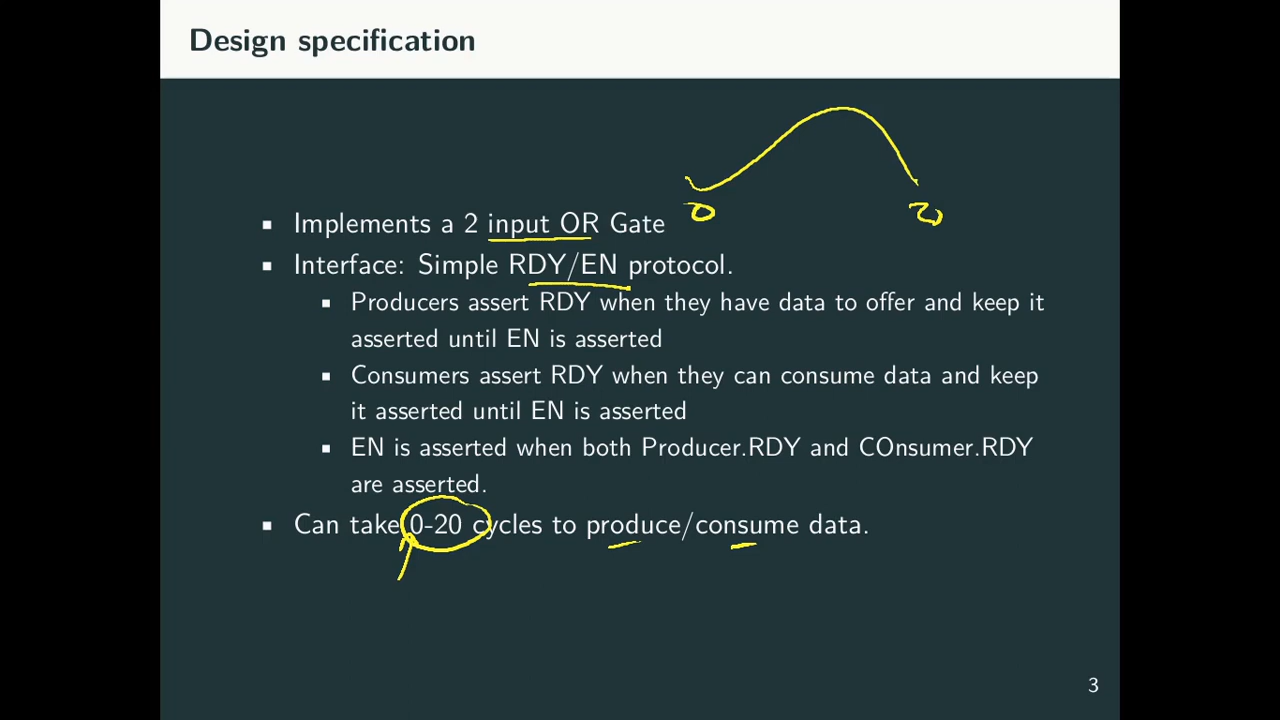 Design specification
0 20
▪ Implements a 2 input OR Gate
▪ Interface: Simple RDY/EN protocol.
▪ Producers assert RDY when they have data to offer and keep it
asserted until EN is asserted
▪ Consumers assert RDY when they can consume data and keep
it asserted until EN is asserted
▪ EN is asserted when both Producer.RDY and COnsumer.RDY
are asserted.
▪ Can take 0-20 cycles to produce/consume data.
3